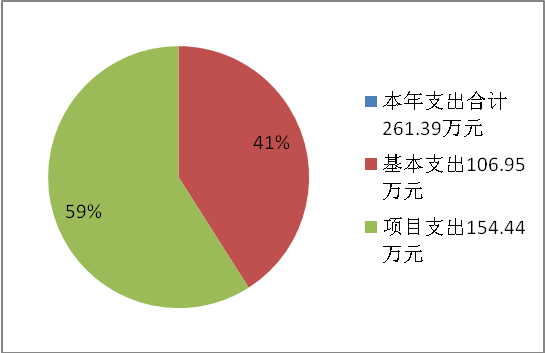 41%
59%
本年支出合计
261.39万元
基本支出106.95
万元
项目支出154.44
万元